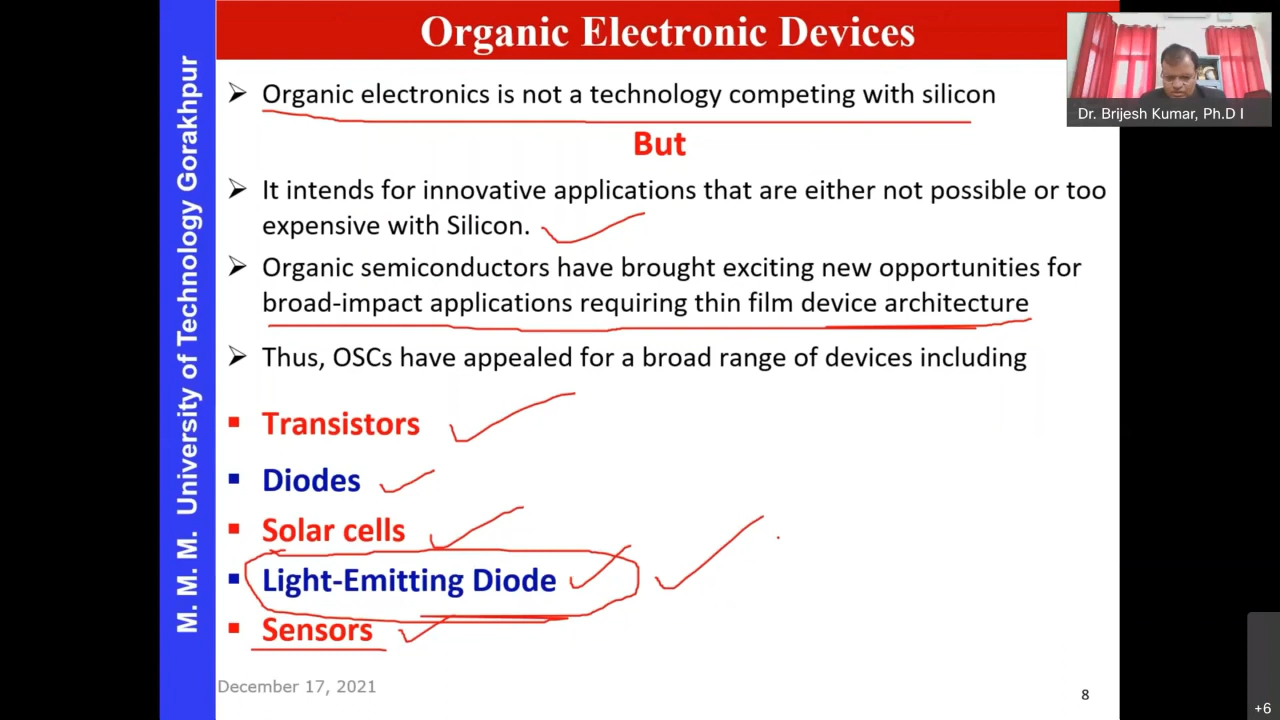 Organic Electronic Devices
Organic electronics is not a technology competing with silicon
But
It intends for innovative applications that are either not possible or too
expensive with Silicon.
Organic semiconductors have brought exciting new opportunities for
broad-impact applications requiring thin film device architecture
Thus, OSCs have appealed for a broad range of devices including
Transistors
Diodes
Solar cells
Light-Emitting Diode
Sensors
December 17, 2021
8
M. M. M. University of Technology Gorakhpur
Dr. Brijesh Kumar, Ph.D I
+6